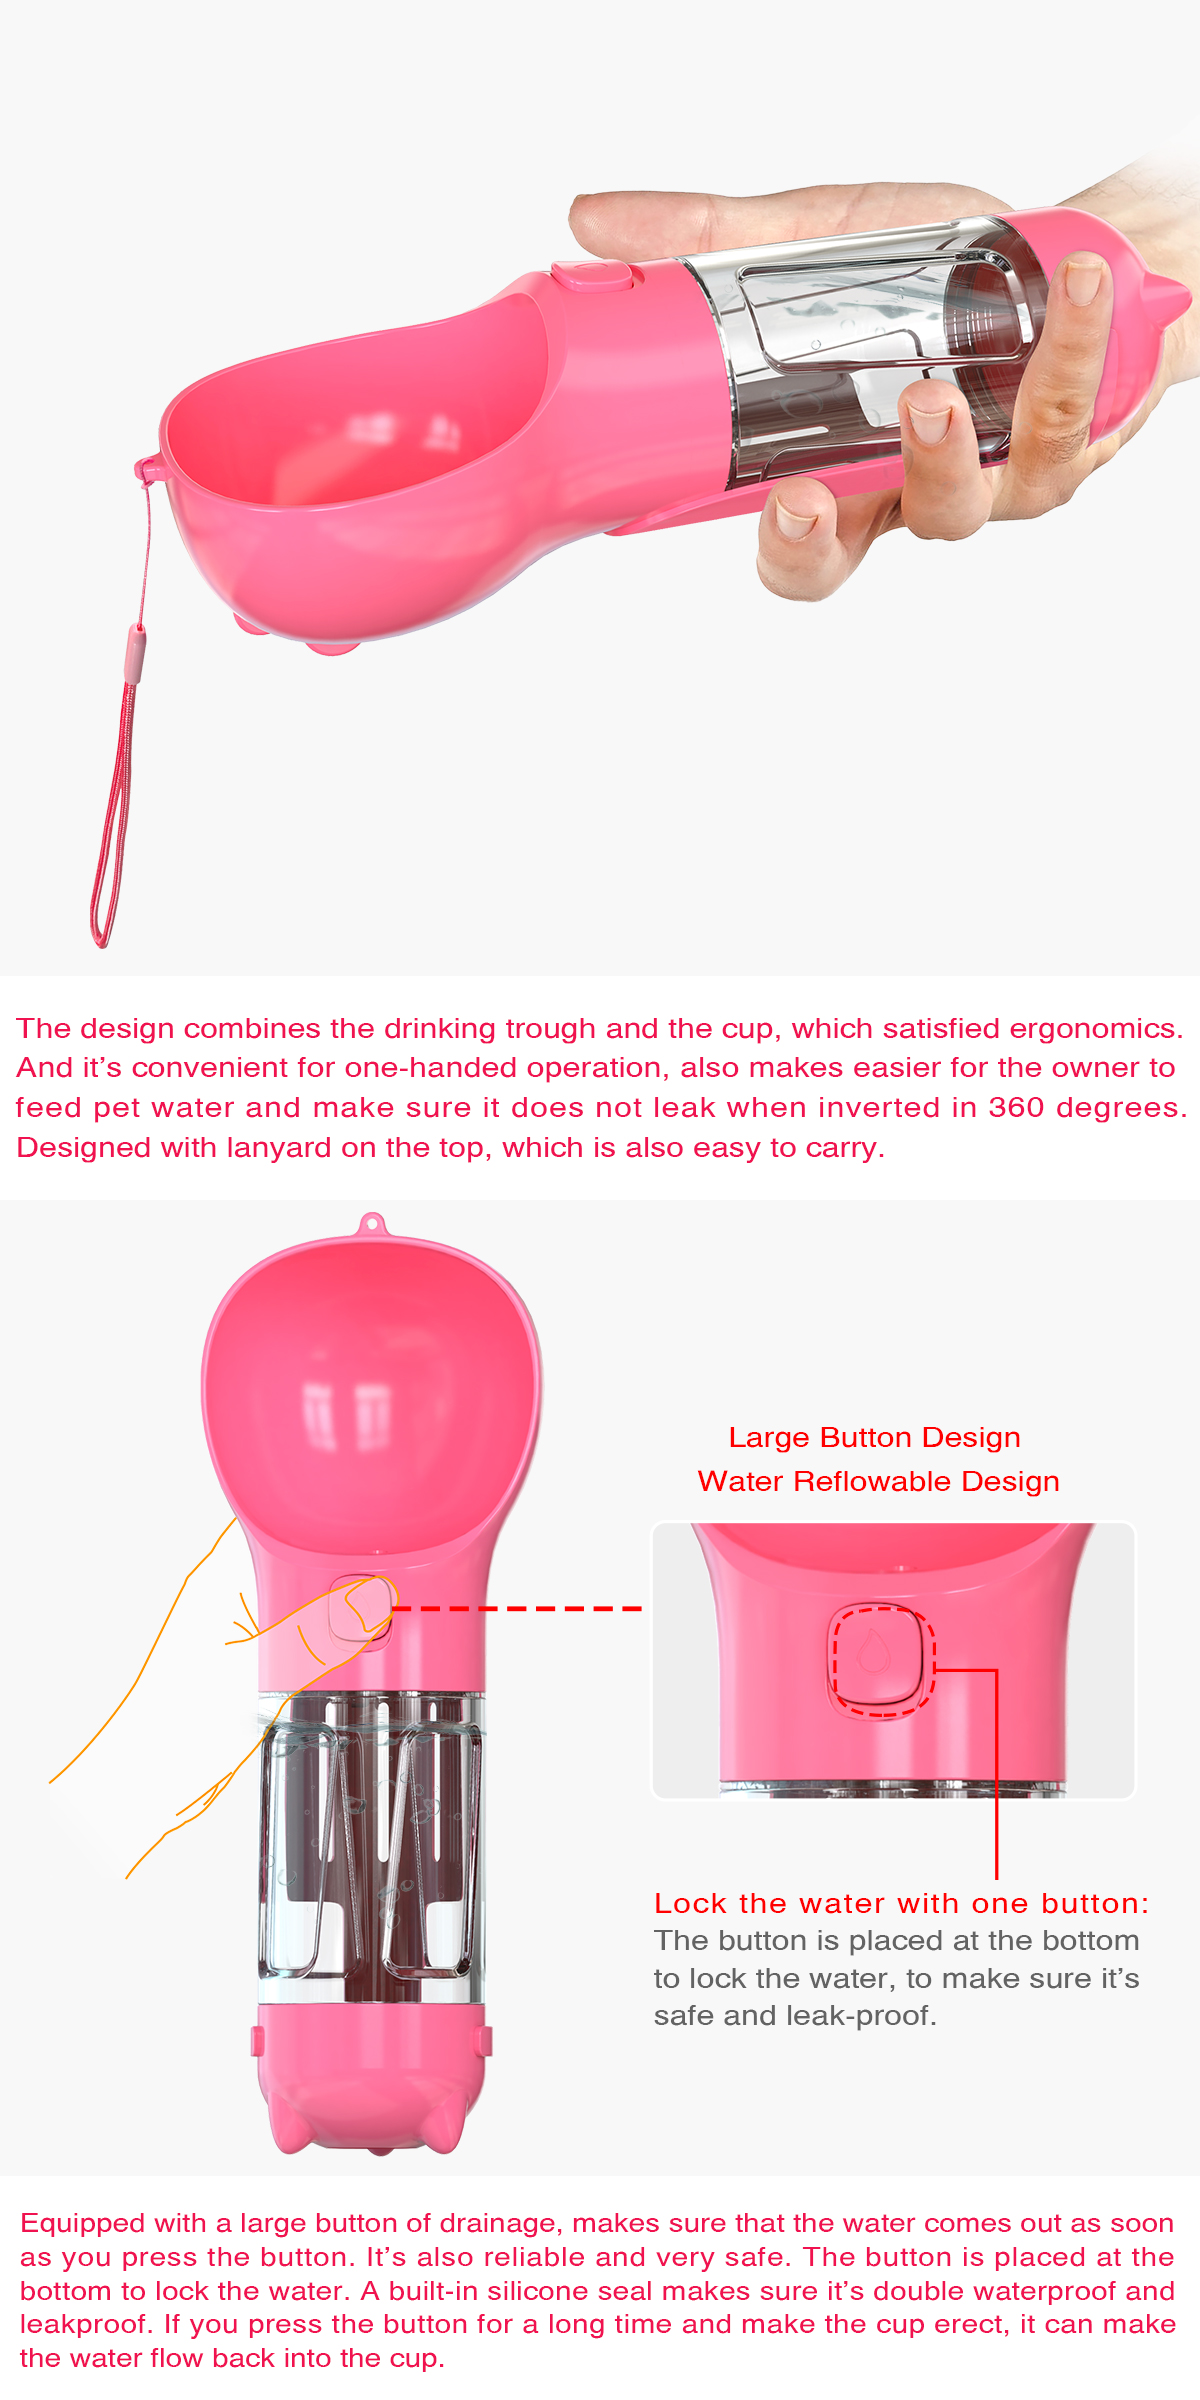 The design combines the drinking trough and the cup, which satisfied ergonomics.
And it’s convenient for one-handed operation, also makes easier for the owner to
feed pet water and make sure it does not leak when inverted in 360 degrees.
Designed with lanyard on the top, which is also easy to carry.
Large Button Design
Water Reflowable Design
Lock the water with one button:
The button is placed at the bottom
to lock the water, to make sure it’s
safe and leak-proof.
Equipped with a large button of drainage, makes sure that the water comes out as soon
as you press the button. It’s also reliable and very safe. The button is placed at the
bottom to lock the water. A built-in silicone seal makes sure it’s double waterproof and
leakproof. If you press the button for a long time and make the cup erect, it can make
the water flow back into the cup.